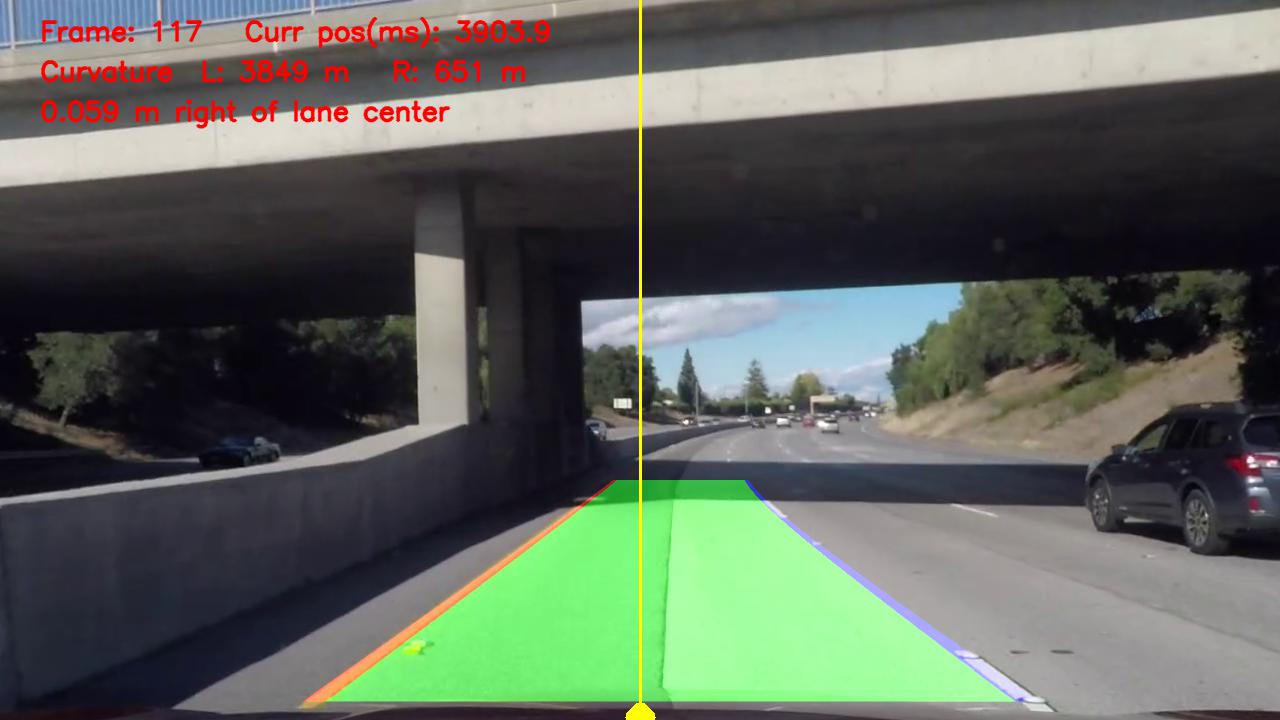 Frame: 117 Curr pos(ms): 3903.9
Curvature L: 3849 m R: 651 m
0.059 m right of lane center